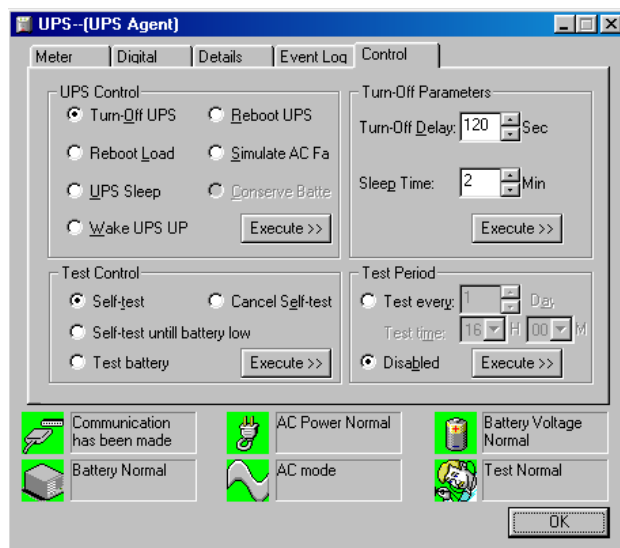 UPS--(UPS Agent)
Meter Digital Details Event Log Control
UPS Control
Turn-Off UPS Reboot UPS
Reboot Load Simulate AC Fa
UPS Sleep Conserve Batte
Wake UPS UP Execute >>
Turn-Off Parameters
Turn-Off Delay: 120 Sec
Sleep Time: 2 Min
Execute >>
Test Control
Self-test Cancel Self-test
Self-test untill battery low
Test battery Execute >>
Test Period
Test every: 1 Day
Test time: 16 H 00 M
Disabled Execute >>
Communication
has been made
AC Power Normal
Battery Voltage
Normal
Battery Normal
AC mode
Test Normal
OK